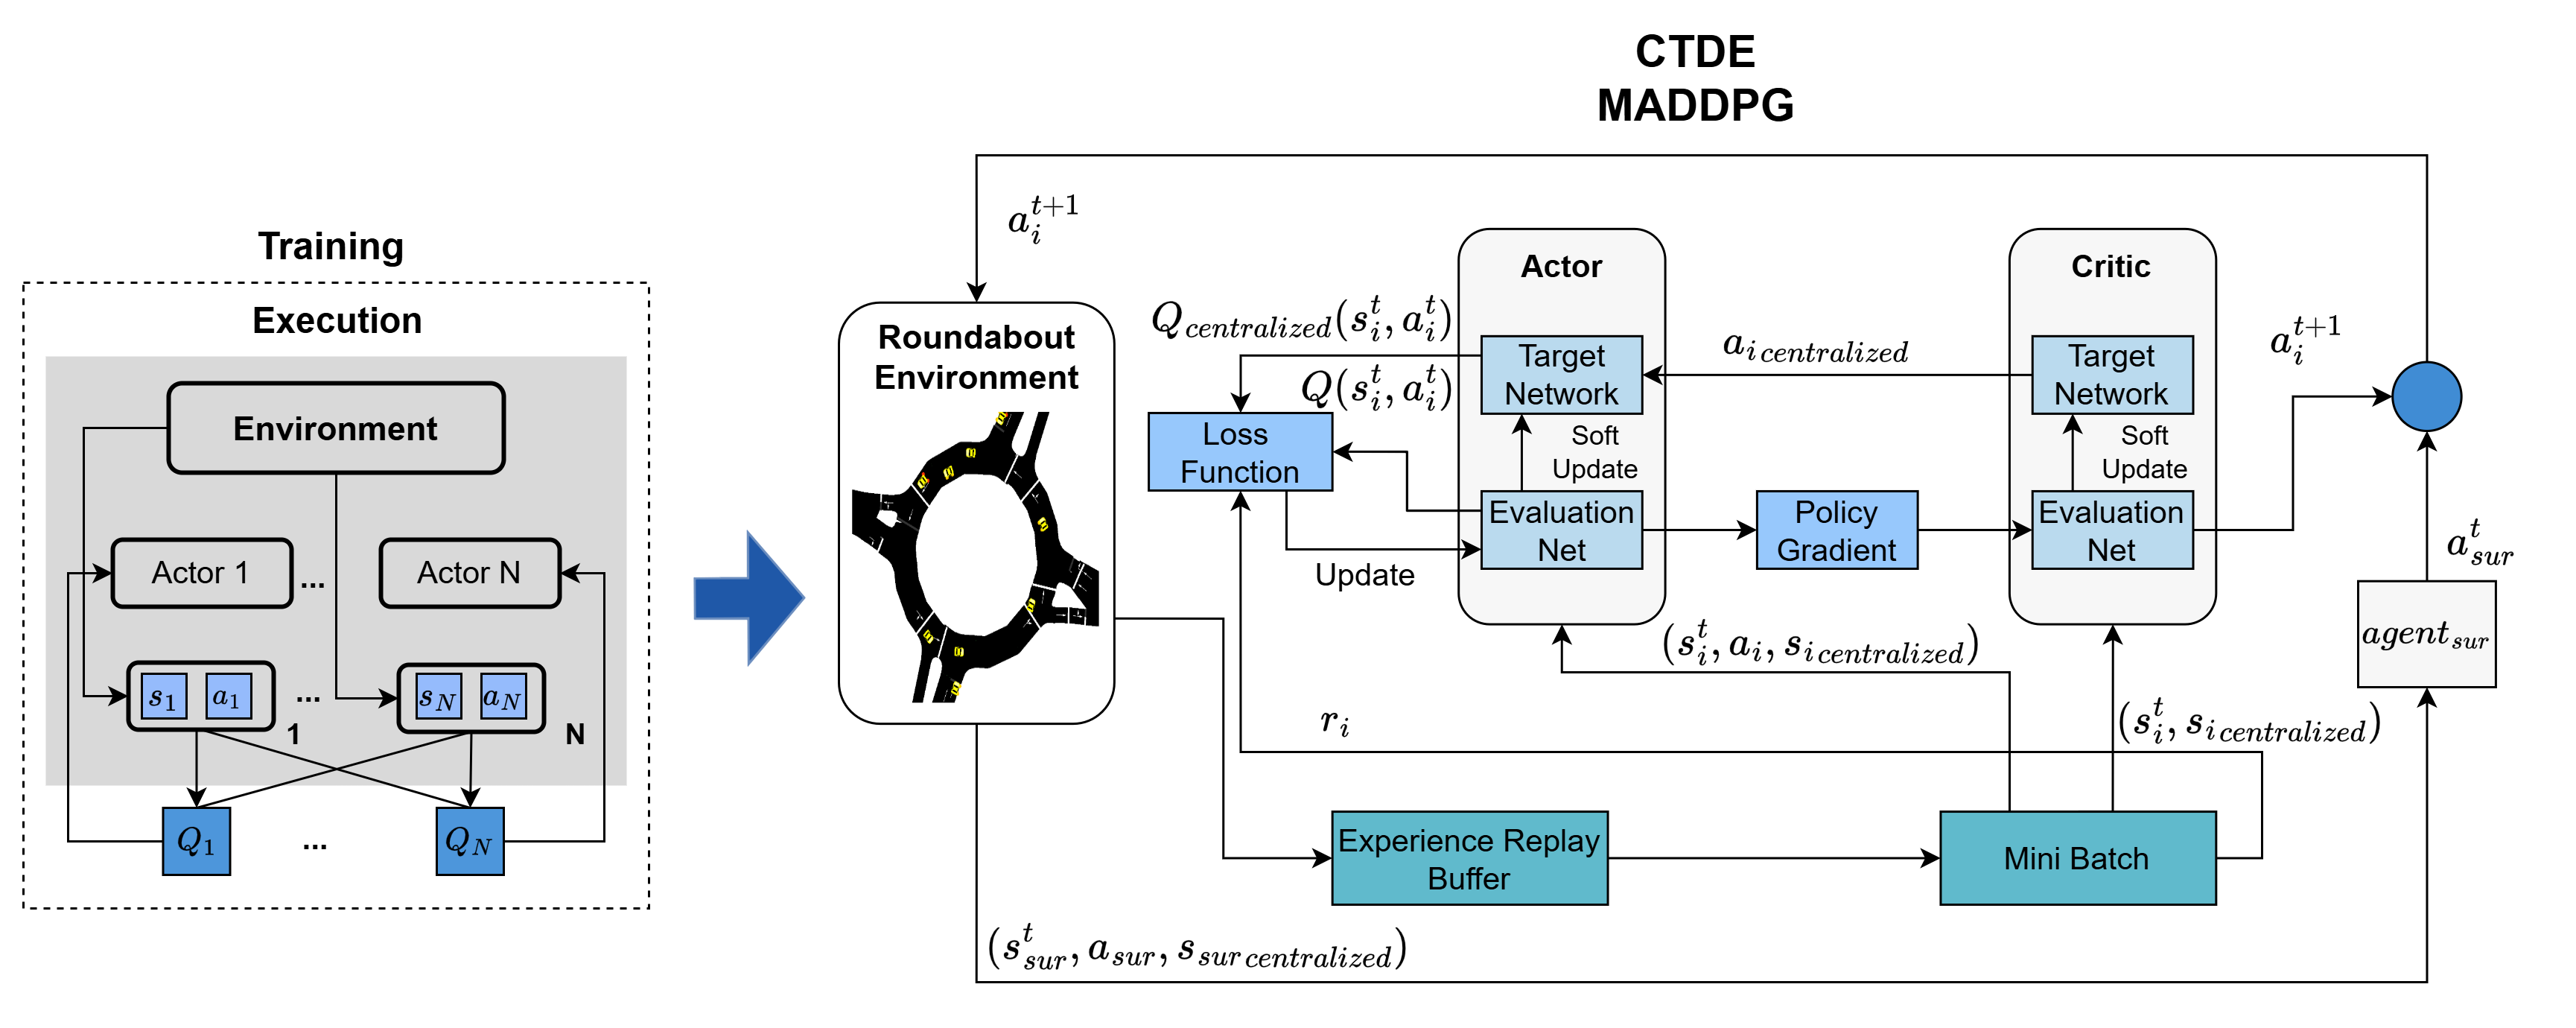 CTDE
MADDPG
Training
Execution
Environment
Actor 1
...
Actor N
s_1
a_1
...
s_N
a_N
1
N
Q_1
...
Q_N
a_i^{t+1}
Roundabout
Environment
Q_{centralized}(s_i^t, a_i^t)
Q(s_i^t, a_i^t)
Loss
Function
Update
Actor
Target
Network
Soft
Update
Evaluation
Net
a_{i centralized}
Policy
Gradient
Critic
Target
Network
Soft
Update
Evaluation
Net
a_i^{t+1}
a_{sur}^t
agent_{sur}
(s_i^t, a_i, s_{i centralized})
(s_i^t, s_{i centralized})
r_i
Experience Replay
Buffer
Mini Batch
(s_{sur}^t, a_{sur}, s_{sur centralized})